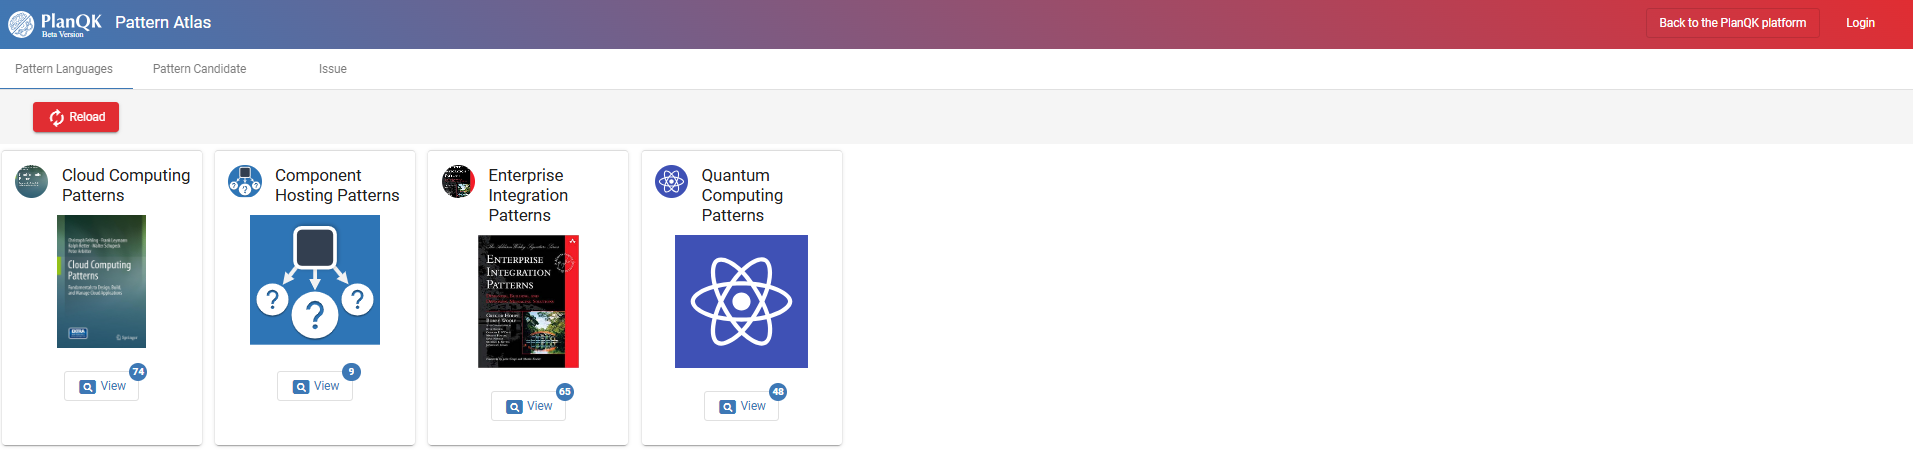 PlanQK
Beta Version
Pattern Atlas
Back to the PlanQK platform
Login
Pattern Languages
Pattern Candidate
Issue
Reload
Cloud Computing
Patterns
Cloud Computing
Patterns
Springer
View
74
Component
Hosting Patterns
?
?
?
View
9
Enterprise
Integration
Patterns
ENTERPRISE
INTEGRATION
PATTERNS
View
65
Quantum
Computing
Patterns
View
48